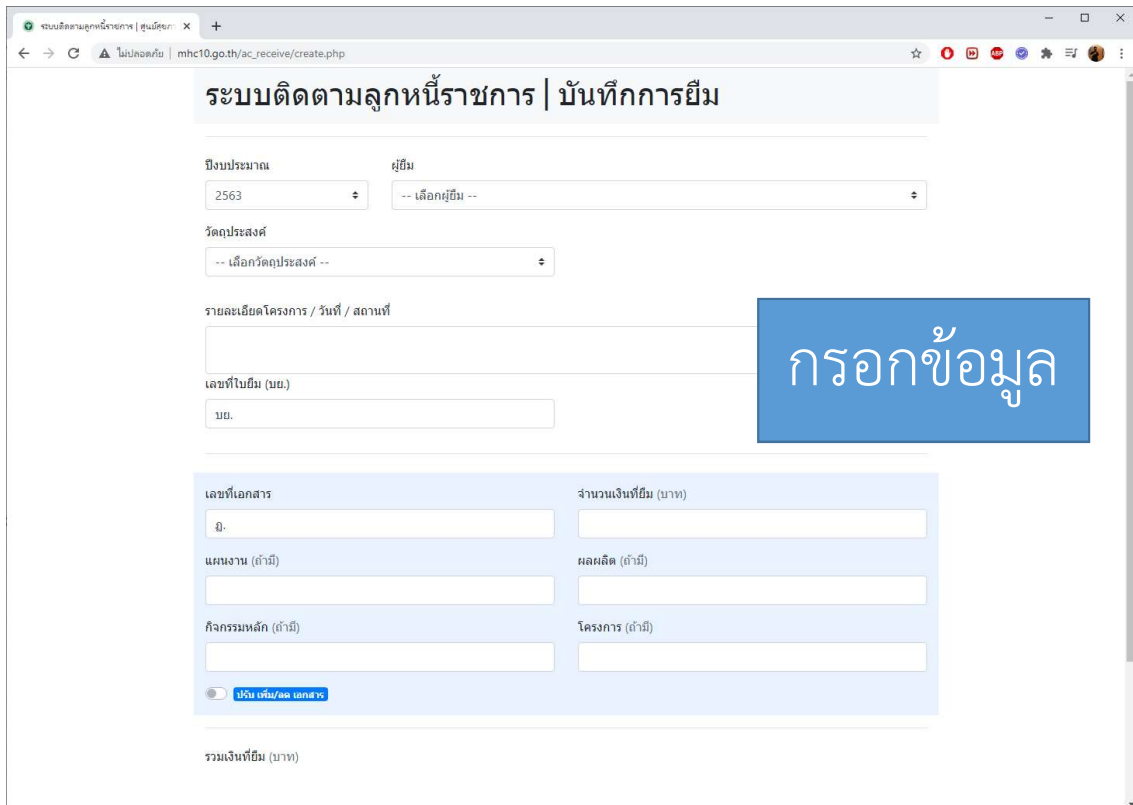 ระบบติดตามลูกหนี้ราชการ | ศูนย์สุขภา
ไม่ปลอดภัย | mhc10.go.th/ac_receive/create.php
ระบบติดตามลูกหนี้ราชการ | บันทึกการยืม
ปีงบประมาณ ผู้ยืม
2563 -- เลือกผู้ยืม --
วัตถุประสงค์
-- เลือกวัตถุประสงค์ --
รายละเอียดโครงการ / วันที่ / สถานที่
กรอกข้อมูล
เลขที่ใบยืม (บย.)
บย.
เลขที่เอกสาร จำนวนเงินที่ยืม (บาท)
ฎ.
แผนงาน (ถ้ามี) ผลผลิต (ถ้ามี)
กิจกรรมหลัก (ถ้ามี) โครงการ (ถ้ามี)
ปรับ เพิ่ม/ลด เอกสาร
รวมเงินที่ยืม (บาท)